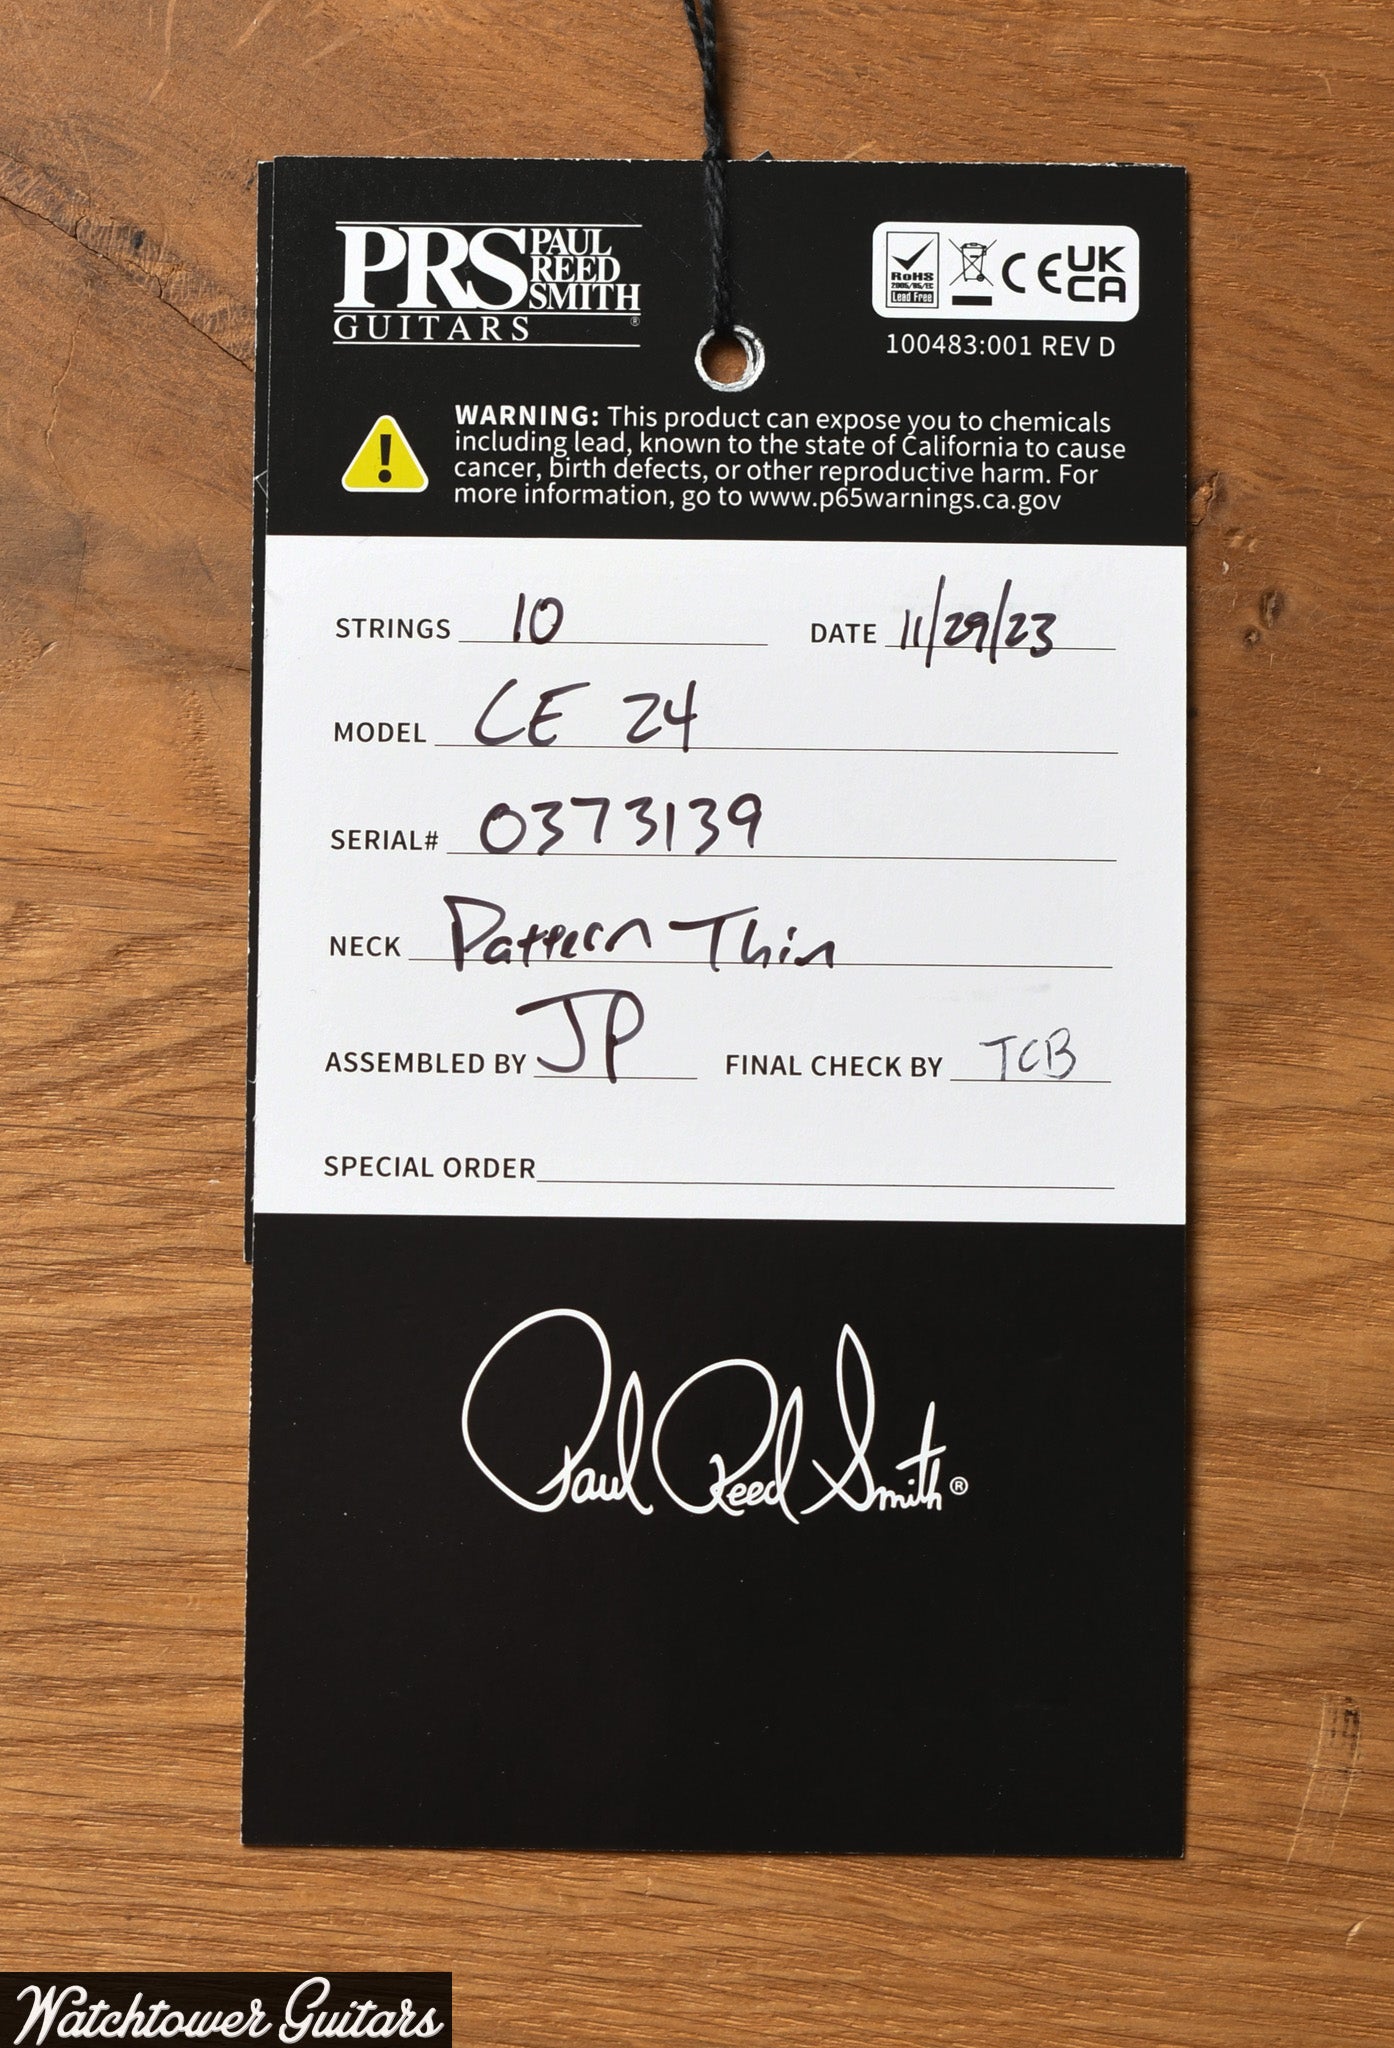 PRS PAUL
REED
SMITH
GUITARS®
RoHS
2005/95/EC
Lead Free
CE UK
CA
100483:001 REV D
WARNING: This product can expose you to chemicals
including lead, known to the state of California to cause
cancer, birth defects, or other reproductive harm. For
more information, go to www.p65warnings.ca.gov
STRINGS 10 DATE 11/29/23
MODEL CE 24
SERIAL# 0373139
NECK Pattern Thin
ASSEMBLED BY JP FINAL CHECK BY TCB
SPECIAL ORDER
Paul Reed Smith®
Watchtower Guitars